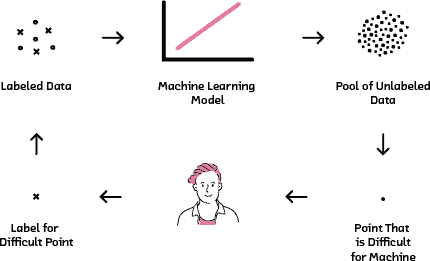 Labeled Data
Machine Learning
Model
Pool of Unlabeled
Data
Label for
Difficult Point
Point That
is Difficult
for Machine